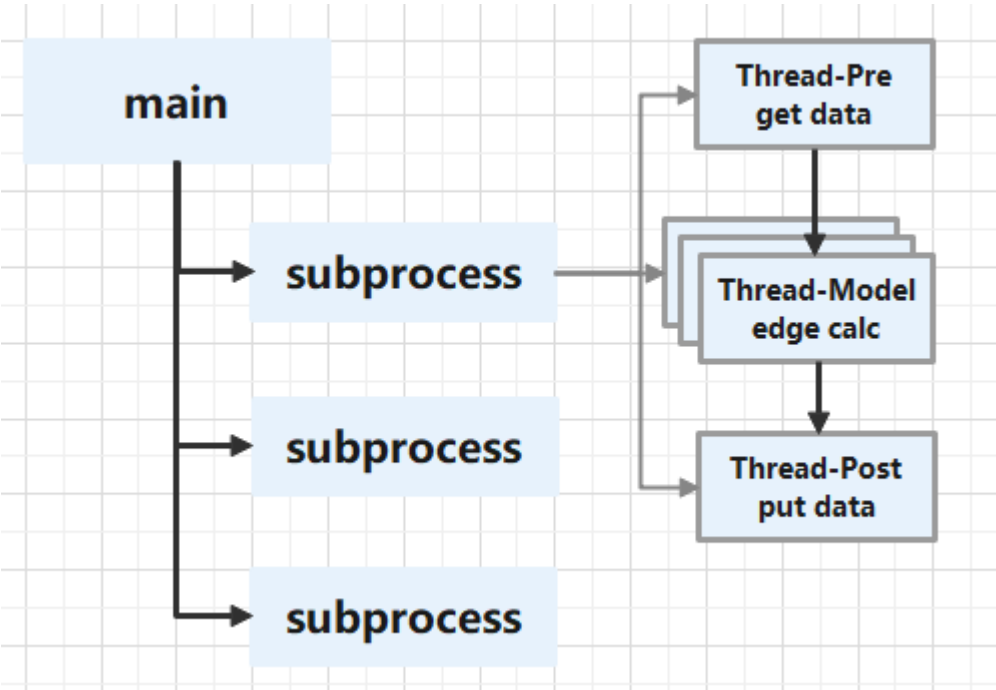 main
subprocess
subprocess
subprocess
Thread-Pre
get data
Thread-Model
edge calc
Thread-Post
put data